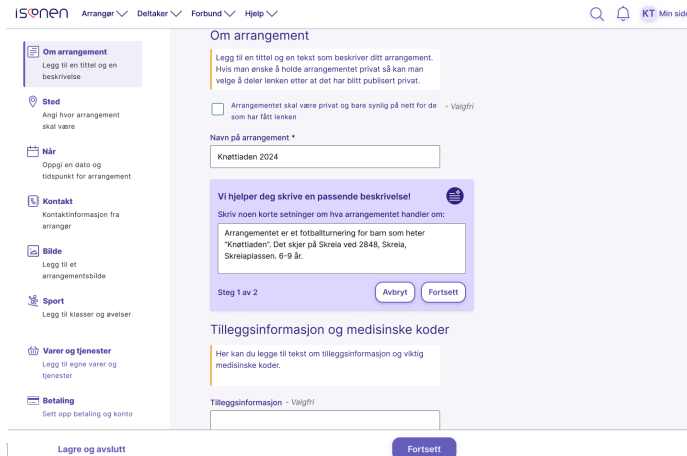 isonen
Arrangør
Deltaker
Forbund
Hjelp
KT Min side
Om arrangement
Legg til en tittel og en
beskrivelse
Sted
Angi hvor arrangement
skal være
Når
Oppgi en dato og
tidspunkt for arrangement
Kontakt
Kontaktinformasjon fra
arrangør
Bilde
Legg til et
arrangementsbilde
Sport
Legg til klasser og øvelser
Varer og tjenester
Legg til egne varer og
tjenester
Betaling
Sett opp betaling og konto
Om arrangement
Legg til en tittel og en tekst som beskriver ditt arrangement.
Hvis man ønske å holde arrangementet privat så kan man
velge å deler lenken etter at det har blitt publisert privat.
Arrangementet skal være privat og bare synlig på nett for de - Valgfri
som har fått lenken
Navn på arrangement *
Knøttiaden 2024
Vi hjelper deg skrive en passende beskrivelse!
Skriv noen korte setninger om hva arrangementet handler om:
Arrangementet er et fotballturnering for barn som heter
"Knøttiaden". Det skjer på Skreia ved 2848, Skreia,
Skreiaplassen. 6-9 år.
Steg 1 av 2
Avbryt
Fortsett
Tilleggsinformasjon og medisinske koder
Her kan du legge til tekst om tilleggsinformasjon og viktig
medisinske koder.
Tilleggsinformasjon - Valgfri
Lagre og avslutt
Fortsett